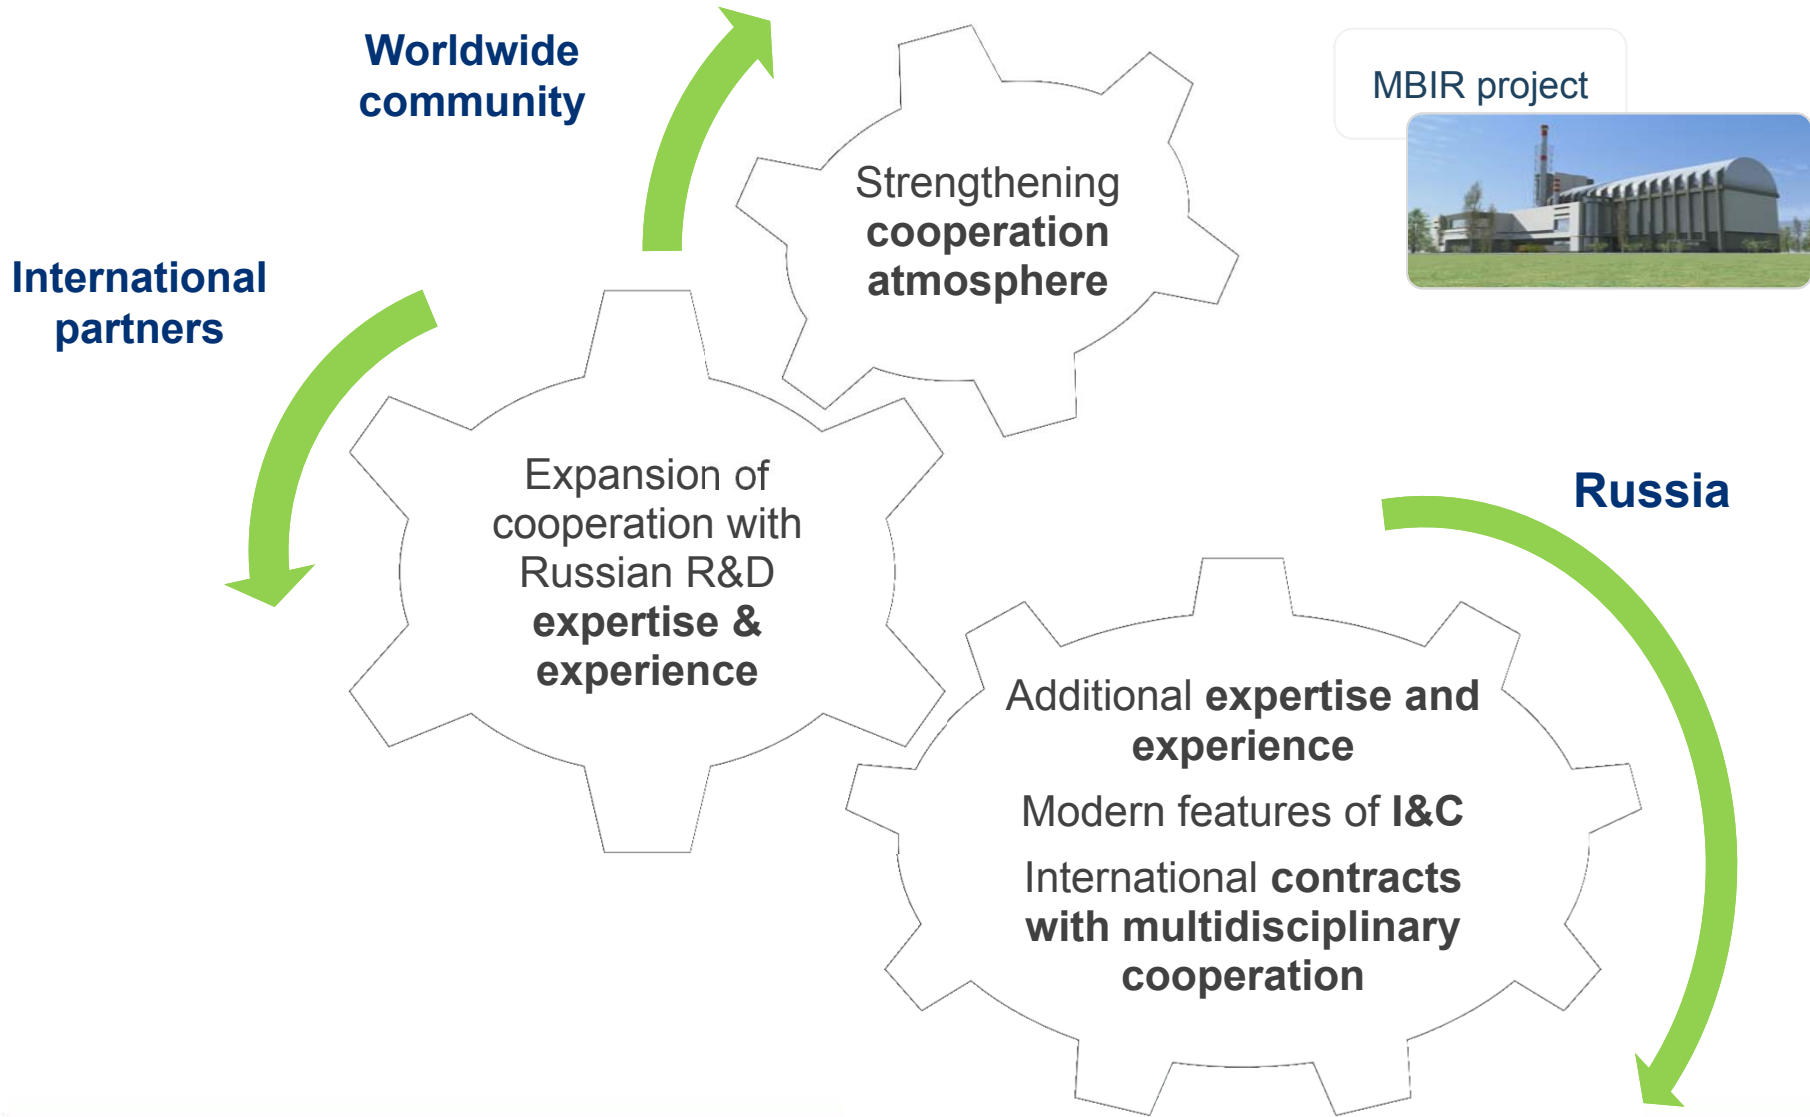 Worldwide
community
MBIR project
Strengthening
cooperation
atmosphere
International
partners
Expansion of
cooperation with
Russian R&D
expertise &
experience
Russia
Additional expertise and
experience
Modern features of I&C
International contracts
with multidisciplinary
cooperation